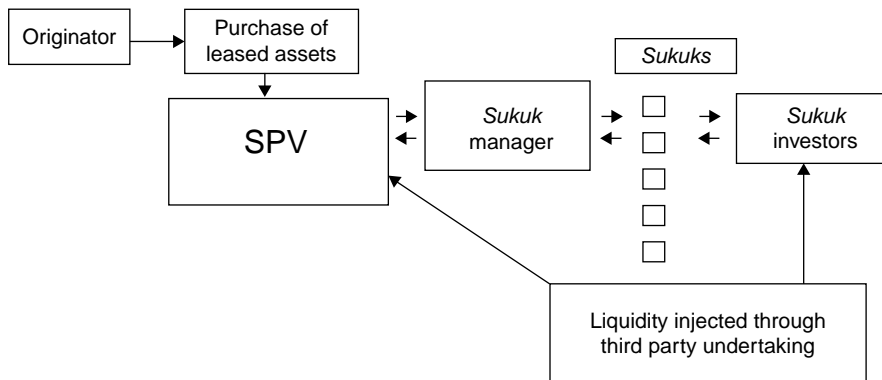 Originator
Purchase of
leased assets
Sukuks
SPV
Sukuk
manager
Sukuk
investors
Liquidity injected through
third party undertaking